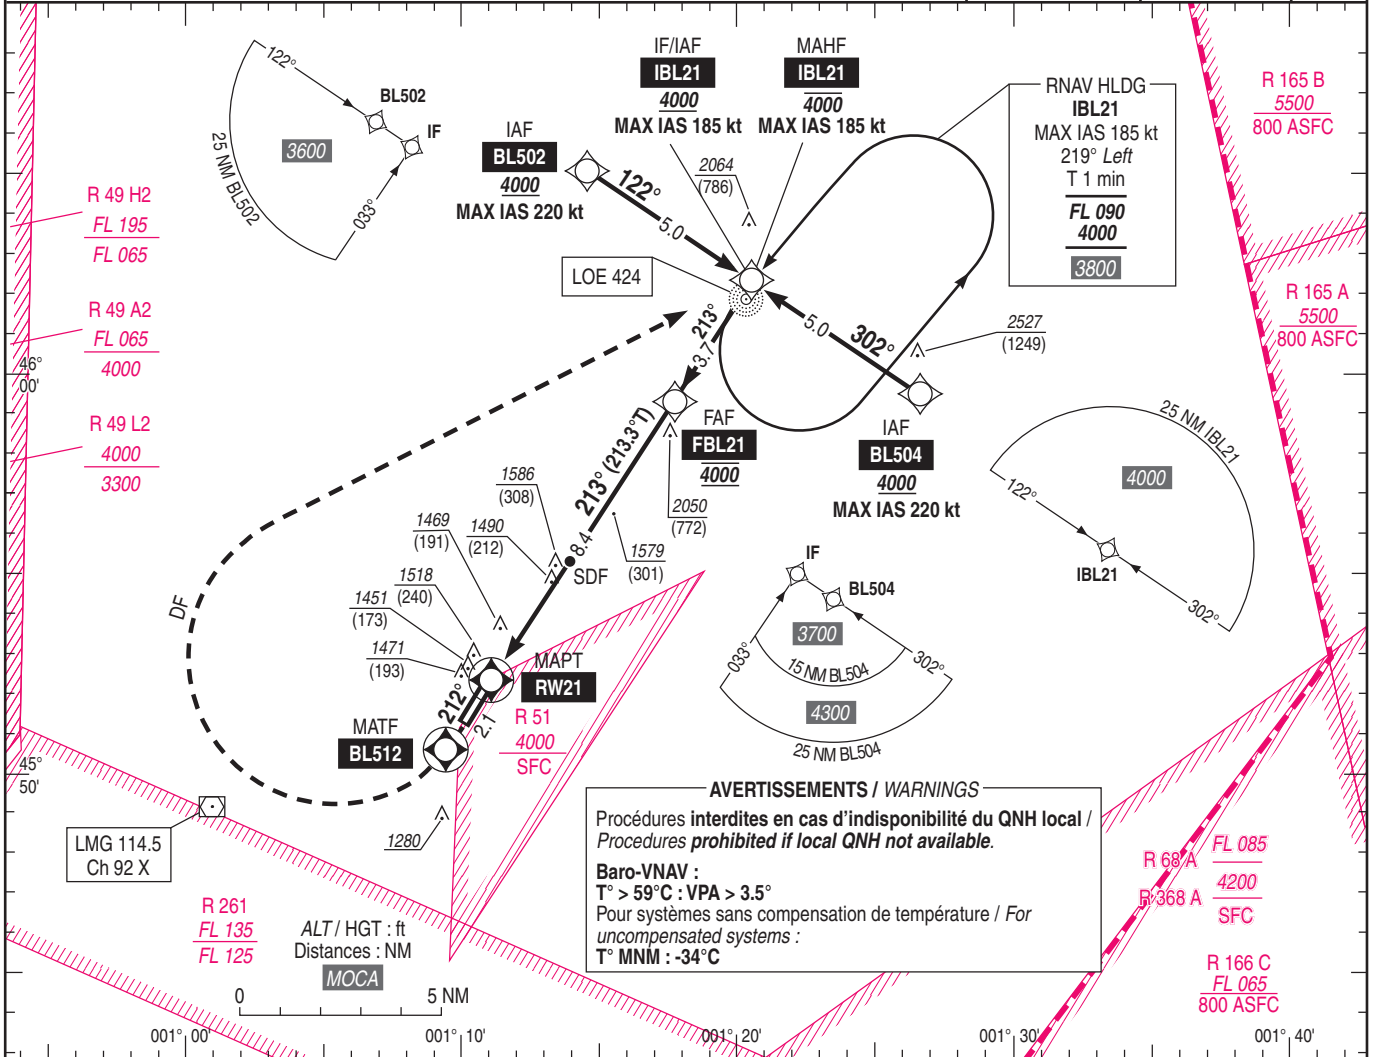 122°
BL502
IF
3600
25 NM BL502
033°
IAF
BL502
4000
MAX IAS 220 kt
122°
5.0
IF/IAF
IBL21
4000
MAX IAS 185 kt
MAHF
IBL21
4000
MAX IAS 185 kt
2064
(786)
RNAV HLDG
IBL21
MAX IAS 185 kt
219° Left
T 1 min
FL 090
4000
3800
R 165 B
5500
800 ASFC
R 165 A
5500
800 ASFC
R 49 H2
FL 195
FL 065
R 49 A2
FL 065
4000
R 49 L2
4000
3300
46°
00'
LOE 424
213°
3.7
5.0
302°
2527
(1249)
FAF
FBL21
4000
IAF
BL504
4000
MAX IAS 220 kt
213° (213.3°T)
8.4
SDF
2050
(772)
1579
(301)
1586
(308)
1490
(212)
1469
(191)
1518
(240)
1451
(173)
1471
(193)
DF
25 NM IBL21
4000
122°
IBL21
302°
IF
BL504
3700
033°
15 NM BL504
302°
4300
25 NM BL504
MAPT
RW21
212°
2.1
R 51
4000
SFC
MATF
BL512
45°
50'
1280
LMG 114.5
Ch 92 X
AVERTISSEMENTS / WARNINGS
Procédures interdites en cas d'indisponibilité du QNH local /
Procedures prohibited if local QNH not available.
Baro-VNAV :
T° > 59°C : VPA > 3.5°
Pour systèmes sans compensation de température / For
uncompensated systems :
T° MNM : -34°C
R 68 A
R 368 A
FL 085
4200
SFC
R 166 C
FL 065
800 ASFC
R 261
FL 135
FL 125
ALT / HGT : ft
Distances : NM
MOCA
0 5 NM
001° 00' 001° 10' 001° 20' 001° 30' 001° 40'